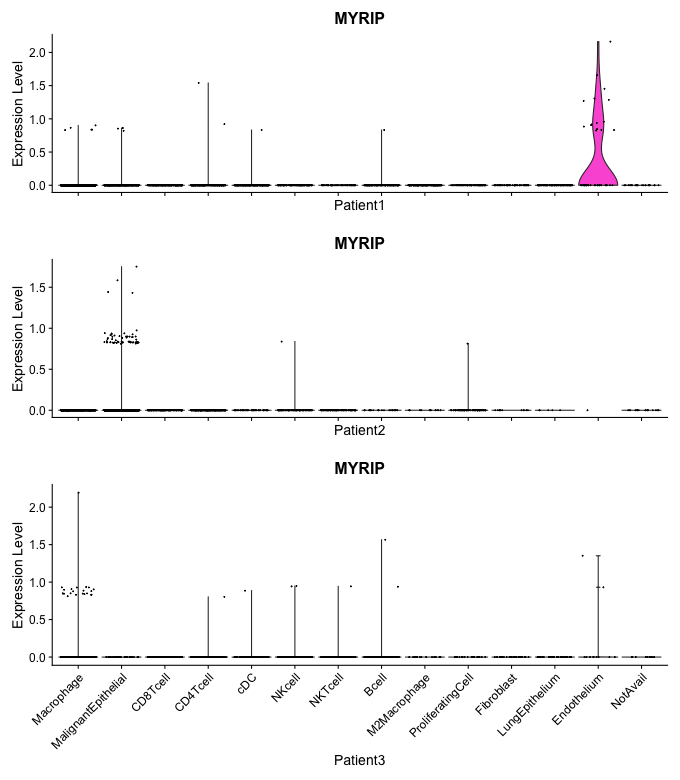 MYRIP
Expression Level
2.0
1.5
1.0
0.5
0.0
Patient1
MYRIP
Expression Level
1.5
1.0
0.5
0.0
Patient2
MYRIP
Expression Level
2.0
1.5
1.0
0.5
0.0
Macrophage
MalignantEpithelial
CD8Tcell
CD4Tcell
cDC
NKcell
NKTcell
Bcell
M2Macrophage
ProliferatingCell
Fibroblast
LungEpithelium
Endothelium
NotAvail
Patient3